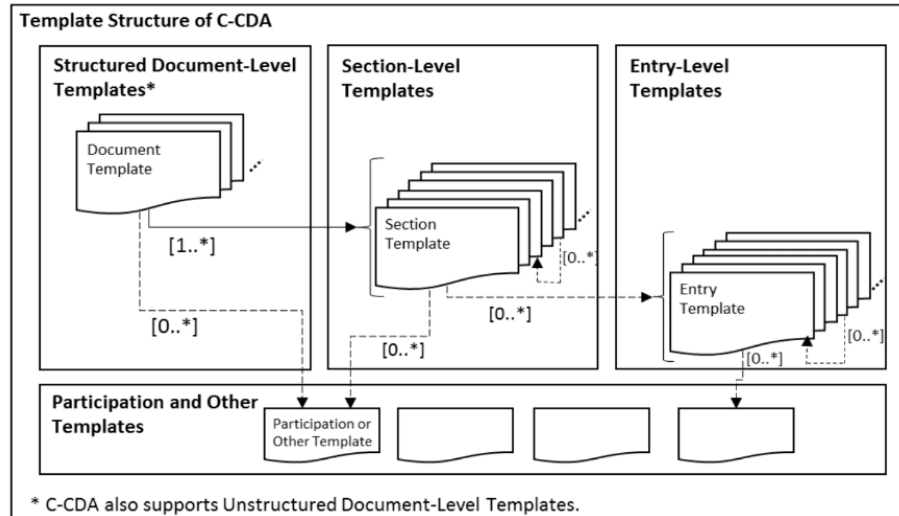 Template Structure of C-CDA
Structured Document-Level
Templates*
Document
Template
[1..*]
[0..*]
Section-Level
Templates
Section
Template
[0..*]
[0..*]
[0..*]
Entry-Level
Templates
Entry
Template
[0..*]
[0..*]
Participation and Other
Templates
Participation or
Other Template
* C-CDA also supports Unstructured Document-Level Templates.